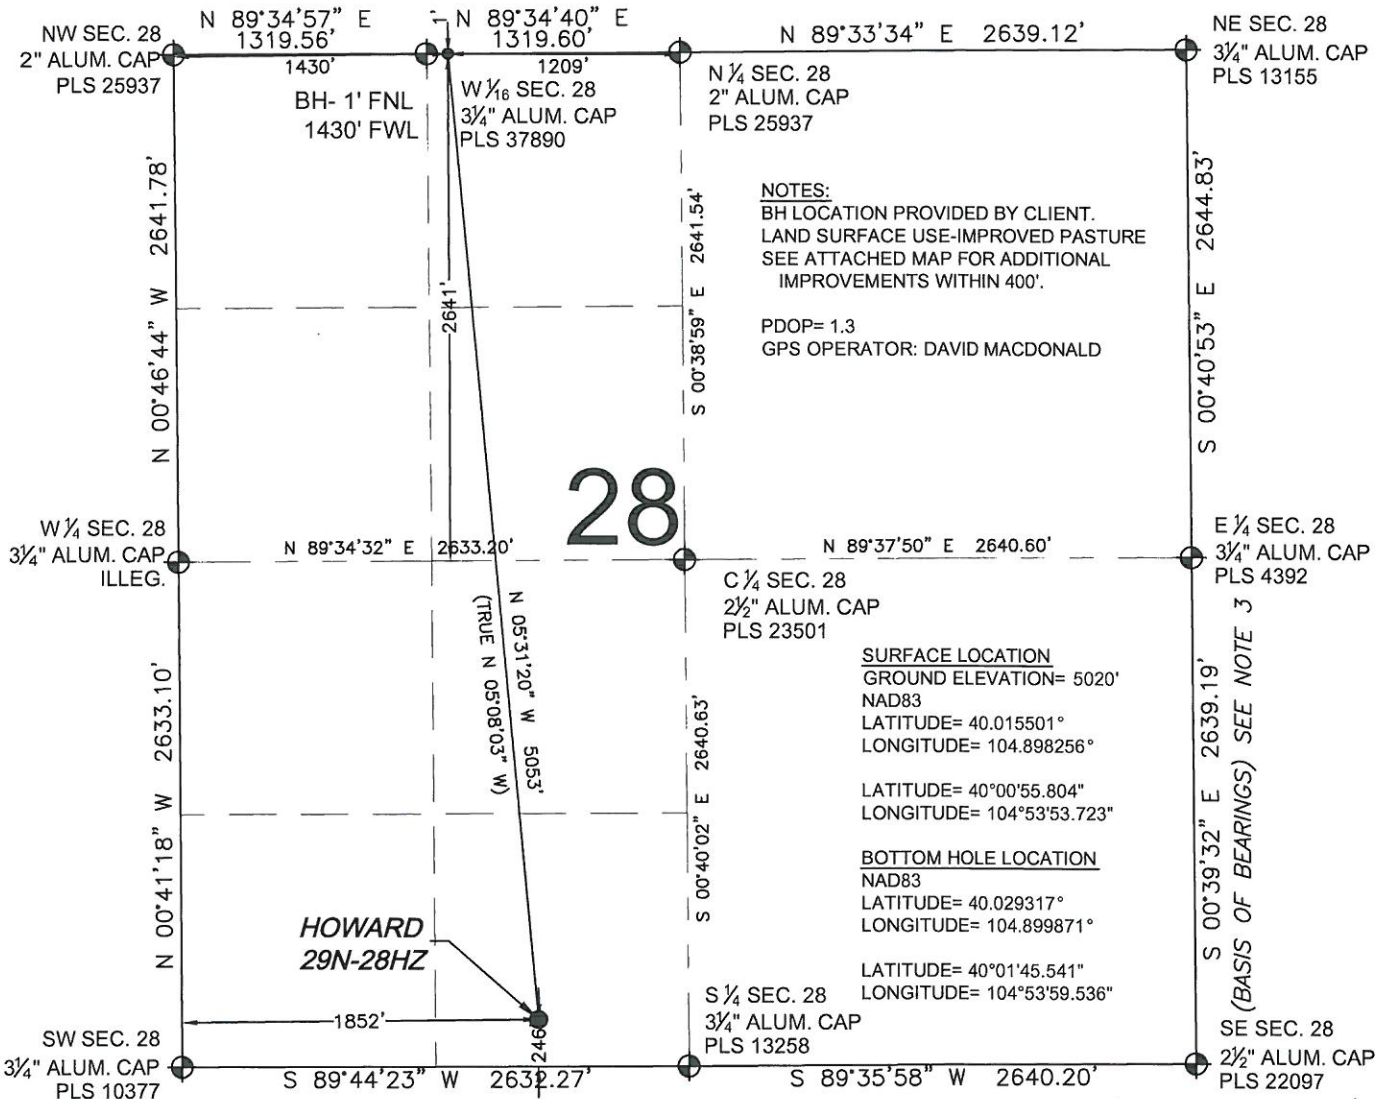 N 89°34'57" E
1319.56'
1'
N 89°34'40" E
1319.60'
N 89°33'34" E 2639.12'
NW SEC. 28
2" ALUM. CAP
PLS 25937
1430'
1209'
BH- 1' FNL
1430' FWL
W 1/16 SEC. 28
3¼" ALUM. CAP
PLS 37890
N ¼ SEC. 28
2" ALUM. CAP
PLS 25937
NE SEC. 28
3¼" ALUM. CAP
PLS 13155
N 00°46'44" W 2641.78'
2641'
S 00°38'59" E 2641.54'
NOTES:
BH LOCATION PROVIDED BY CLIENT.
LAND SURFACE USE-IMPROVED PASTURE
SEE ATTACHED MAP FOR ADDITIONAL
IMPROVEMENTS WITHIN 400'.
PDOP= 1.3
GPS OPERATOR: DAVID MACDONALD
S 00°40'53" E 2644.83'
28
W ¼ SEC. 28
3¼" ALUM. CAP
ILLEG.
N 89°34'32" E 2633.20'
N 89°37'50" E 2640.60'
C ¼ SEC. 28
2½" ALUM. CAP
PLS 23501
E ¼ SEC. 28
3¼" ALUM. CAP
PLS 4392
N 00°41'18" W 2633.10'
N 05°31'20" W 5053'
(TRUE N 05°08'03" W)
S 00°40'02" E 2640.63'
SURFACE LOCATION
GROUND ELEVATION= 5020'
NAD83
LATITUDE= 40.015501°
LONGITUDE= 104.898256°
LATITUDE= 40°00'55.804"
LONGITUDE= 104°53'53.723"
BOTTOM HOLE LOCATION
NAD83
LATITUDE= 40.029317°
LONGITUDE= 104.899871°
LATITUDE= 40°01'45.541"
LONGITUDE= 104°53'59.536"
S 00°39'32" E 2639.19'
(BASIS OF BEARINGS) SEE NOTE 3
HOWARD
29N-28HZ
1852'
246
SW SEC. 28
3¼" ALUM. CAP
PLS 10377
S 89°44'23" W 2632.27'
S ¼ SEC. 28
3¼" ALUM. CAP
PLS 13258
S 89°35'58" W 2640.20'
SE SEC. 28
2½" ALUM. CAP
PLS 22097